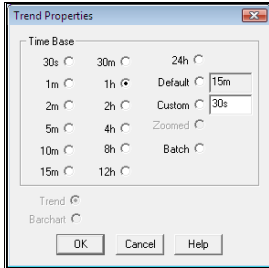 Trend Properties
Time Base
30s 30m 24h
1m 1h Default 15m
2m 2h Custom 30s
5m 4h Zoomed
10m 8h Batch
15m 12h
Trend
Barchart
OK Cancel Help